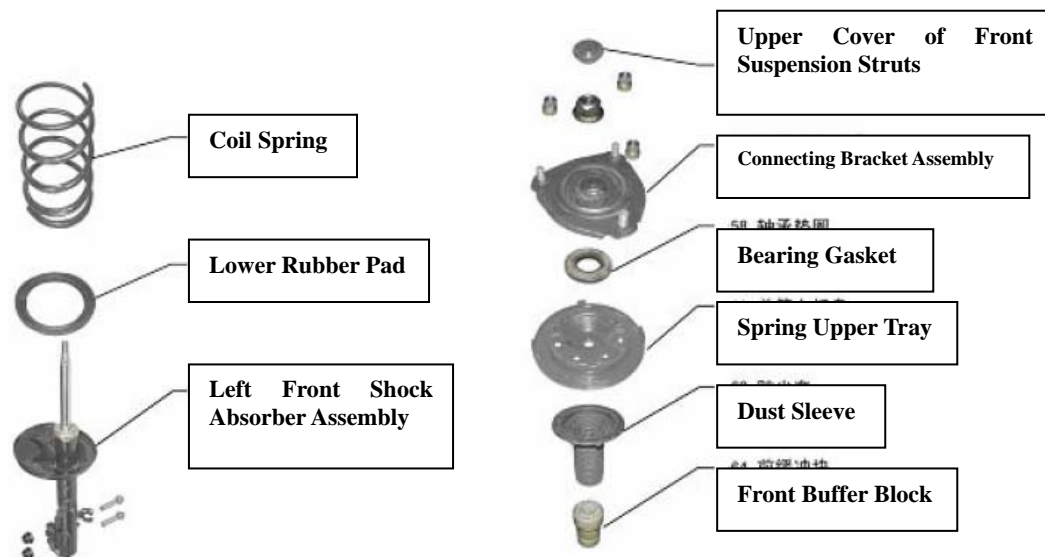 Coil Spring
Lower Rubber Pad
Left Front Shock
Absorber Assembly
Upper Cover of Front
Suspension Struts
Connecting Bracket Assembly
Bearing Gasket
Spring Upper Tray
Dust Sleeve
Front Buffer Block